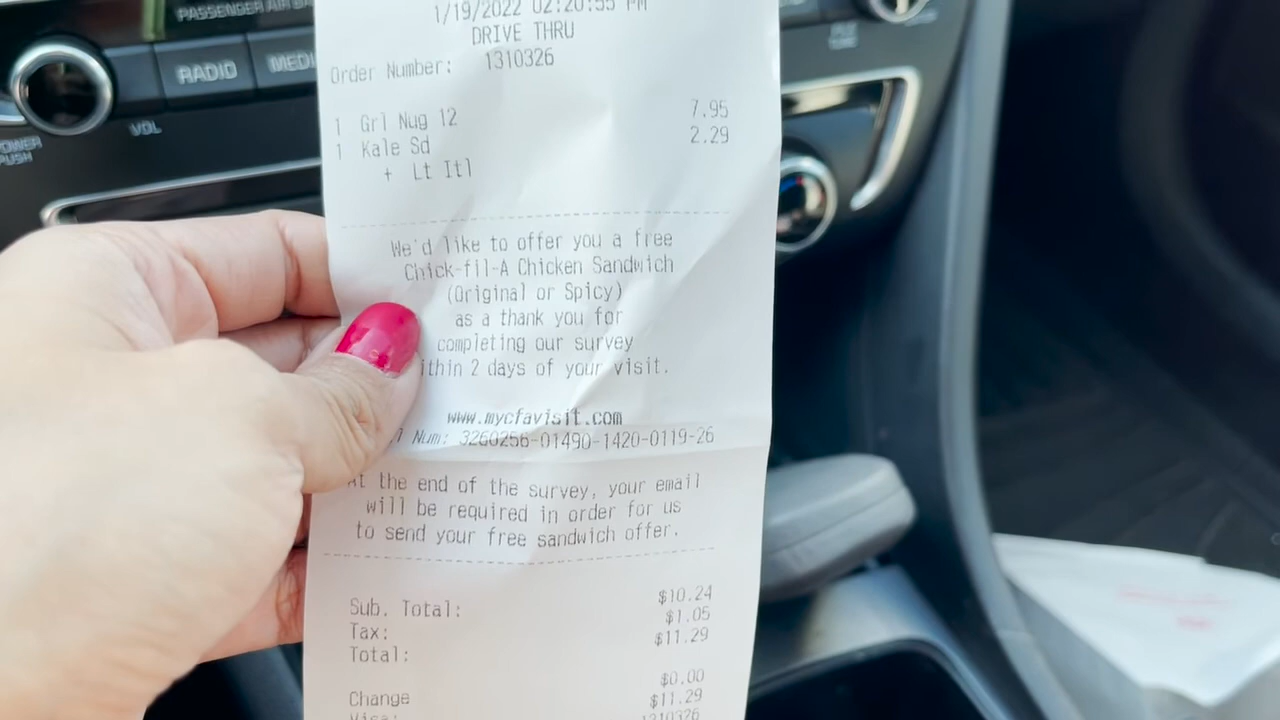 PASSENGER AIR BA
RADIO
MEDI
VOL
POWER
PUSH
1/19/2022 02:20:55 PM
DRIVE THRU
Order Number: 1310326
1 Grl Nug 12 7.95
1 Kale Sd 2.29
+ Lt Itl
We'd like to offer you a free
Chick-fil-A Chicken Sandwich
(Original or Spicy)
as a thank you for
completing our survey
ithin 2 days of your visit.
www.mycfavisit.com
l Num: 3260256-01490-1420-0119-26
At the end of the survey, your email
will be required in order for us
to send your free sandwich offer.
Sub. Total: $10.24
Tax: $1.05
Total: $11.29
Change $0.00
Visa: $11.29
1310326